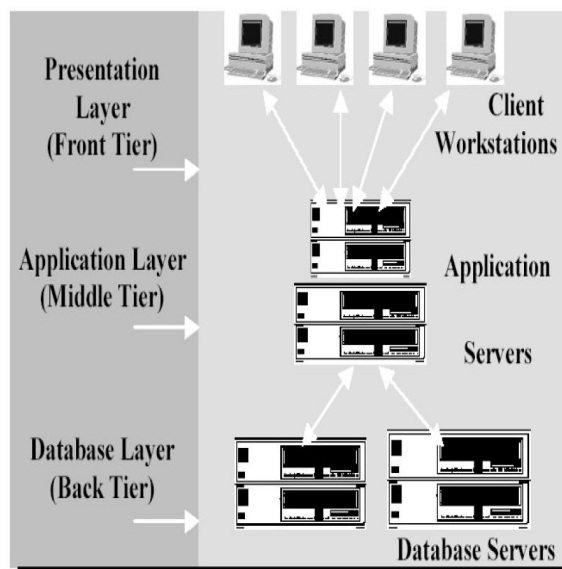 Presentation
Layer
(Front Tier)
Client
Workstations
Application Layer
(Middle Tier)
Application
Servers
Database Layer
(Back Tier)
Database Servers